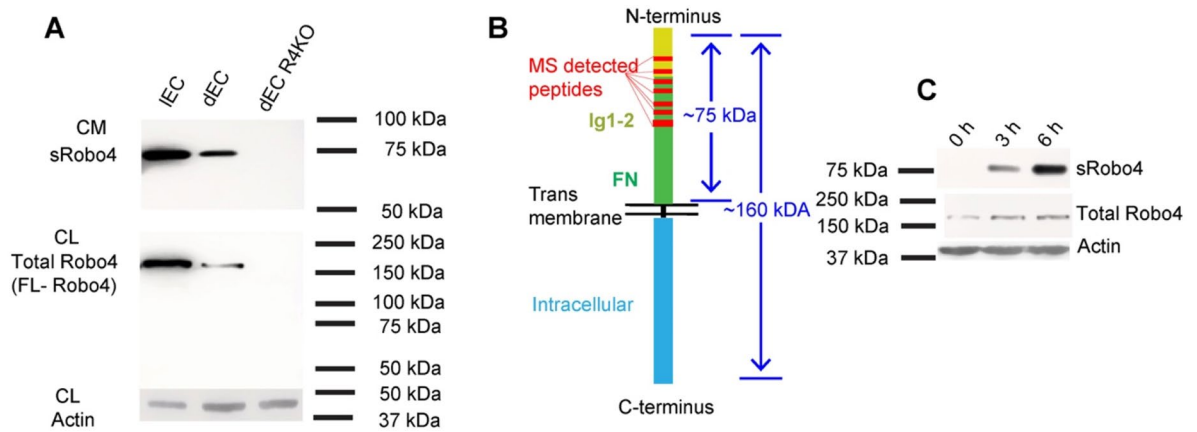 A
lEC
dEC
dEC R4KO
CM
sRobo4
100 kDa
75 kDa
50 kDa
CL
Total Robo4
(FL- Robo4)
250 kDa
150 kDa
100 kDa
75 kDa
50 kDa
CL
Actin
50 kDa
37 kDa
B
N-terminus
MS detected
peptides
Ig1-2
~75 kDa
FN
Trans
membrane
~160 kDA
Intracellular
C-terminus
C
0 h
3 h
6 h
75 kDa
sRobo4
250 kDa
150 kDa
Total Robo4
37 kDa
Actin